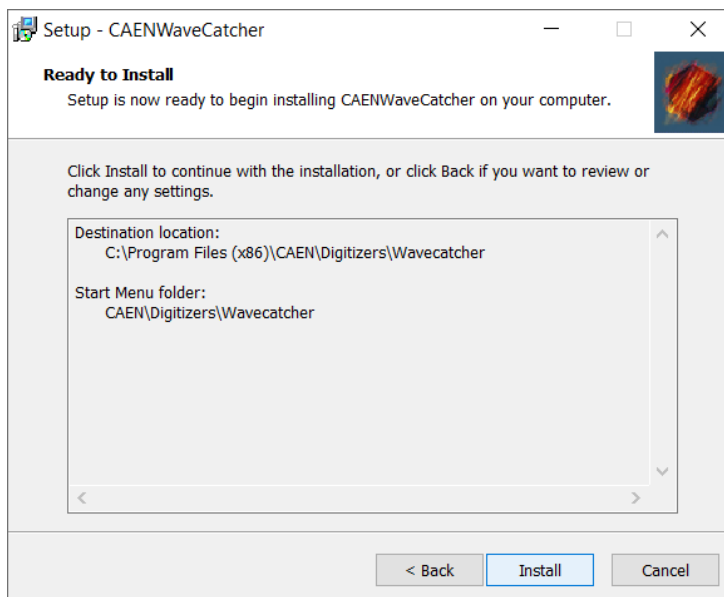 Setup - CAENWaveCatcher
Ready to Install
Setup is now ready to begin installing CAENWaveCatcher on your computer.
Click Install to continue with the installation, or click Back if you want to review or
change any settings.
Destination location:
C:\Program Files (x86)\CAEN\Digitizers\Wavecatcher
Start Menu folder:
CAEN\Digitizers\Wavecatcher
< Back
Install
Cancel